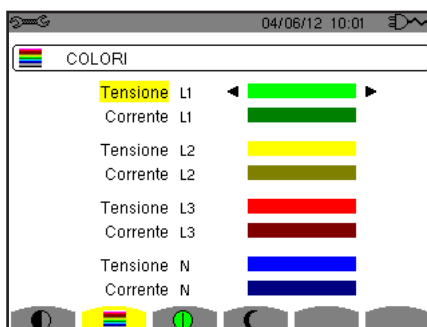 04/06/12 10:01
COLORI
Tensione L1
Corrente L1
Tensione L2
Corrente L2
Tensione L3
Corrente L3
Tensione N
Corrente N